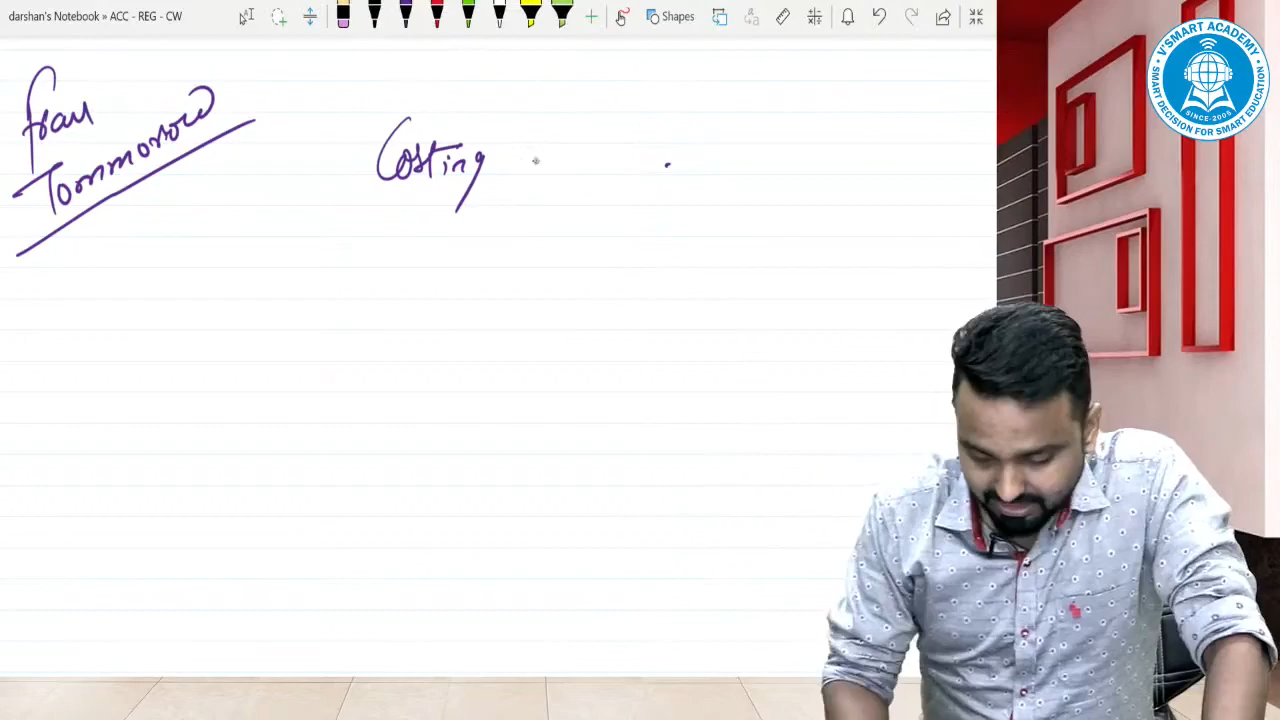 darshan's Notebook » ACC - REG - CW
Shapes
from
Tommorow
Costing
V'SMART ACADEMY
SMART DECISION FOR SMART EDUCATION
SINCE-2005